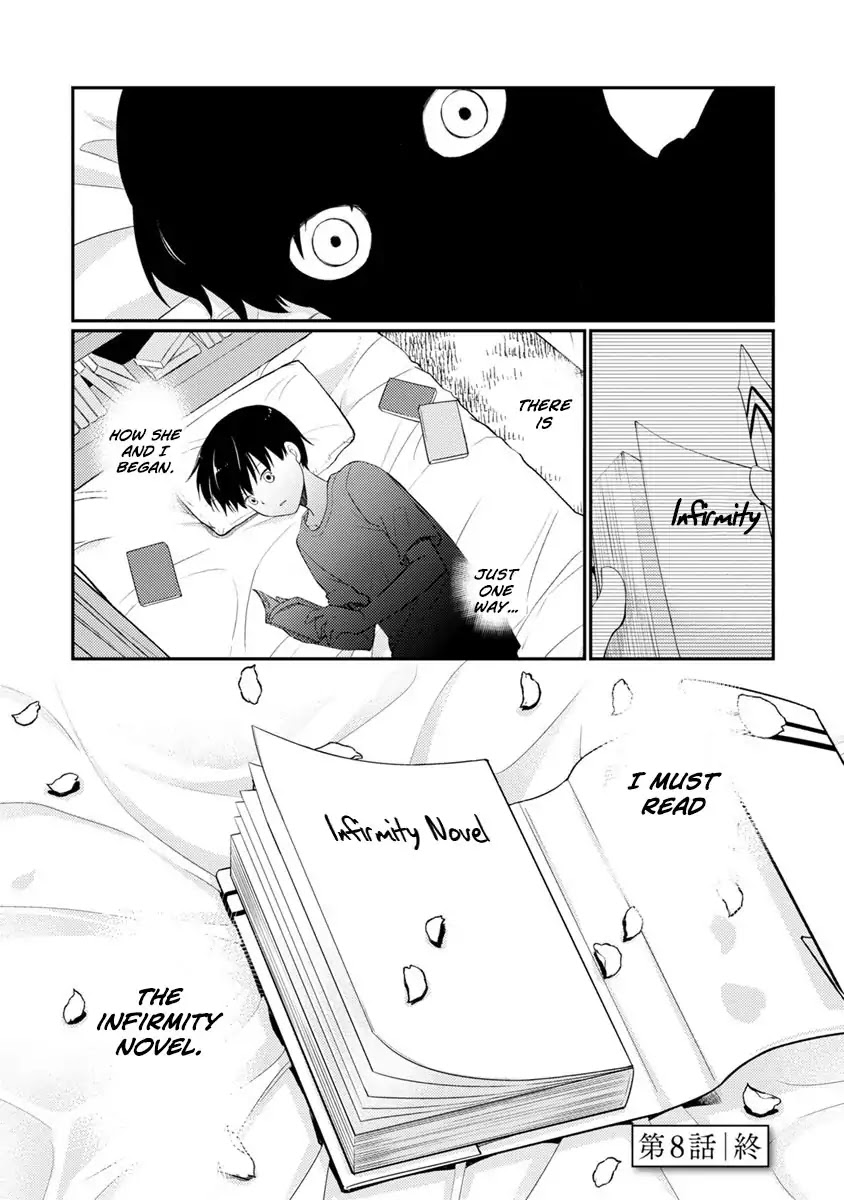 Infirmity
THERE
IS
JUST
ONE
WAY...
HOW SHE
AND I
BEGAN.
I MUST
READ
Infirmity Novel
THE
INFIRMITY
NOVEL.
第8話|終